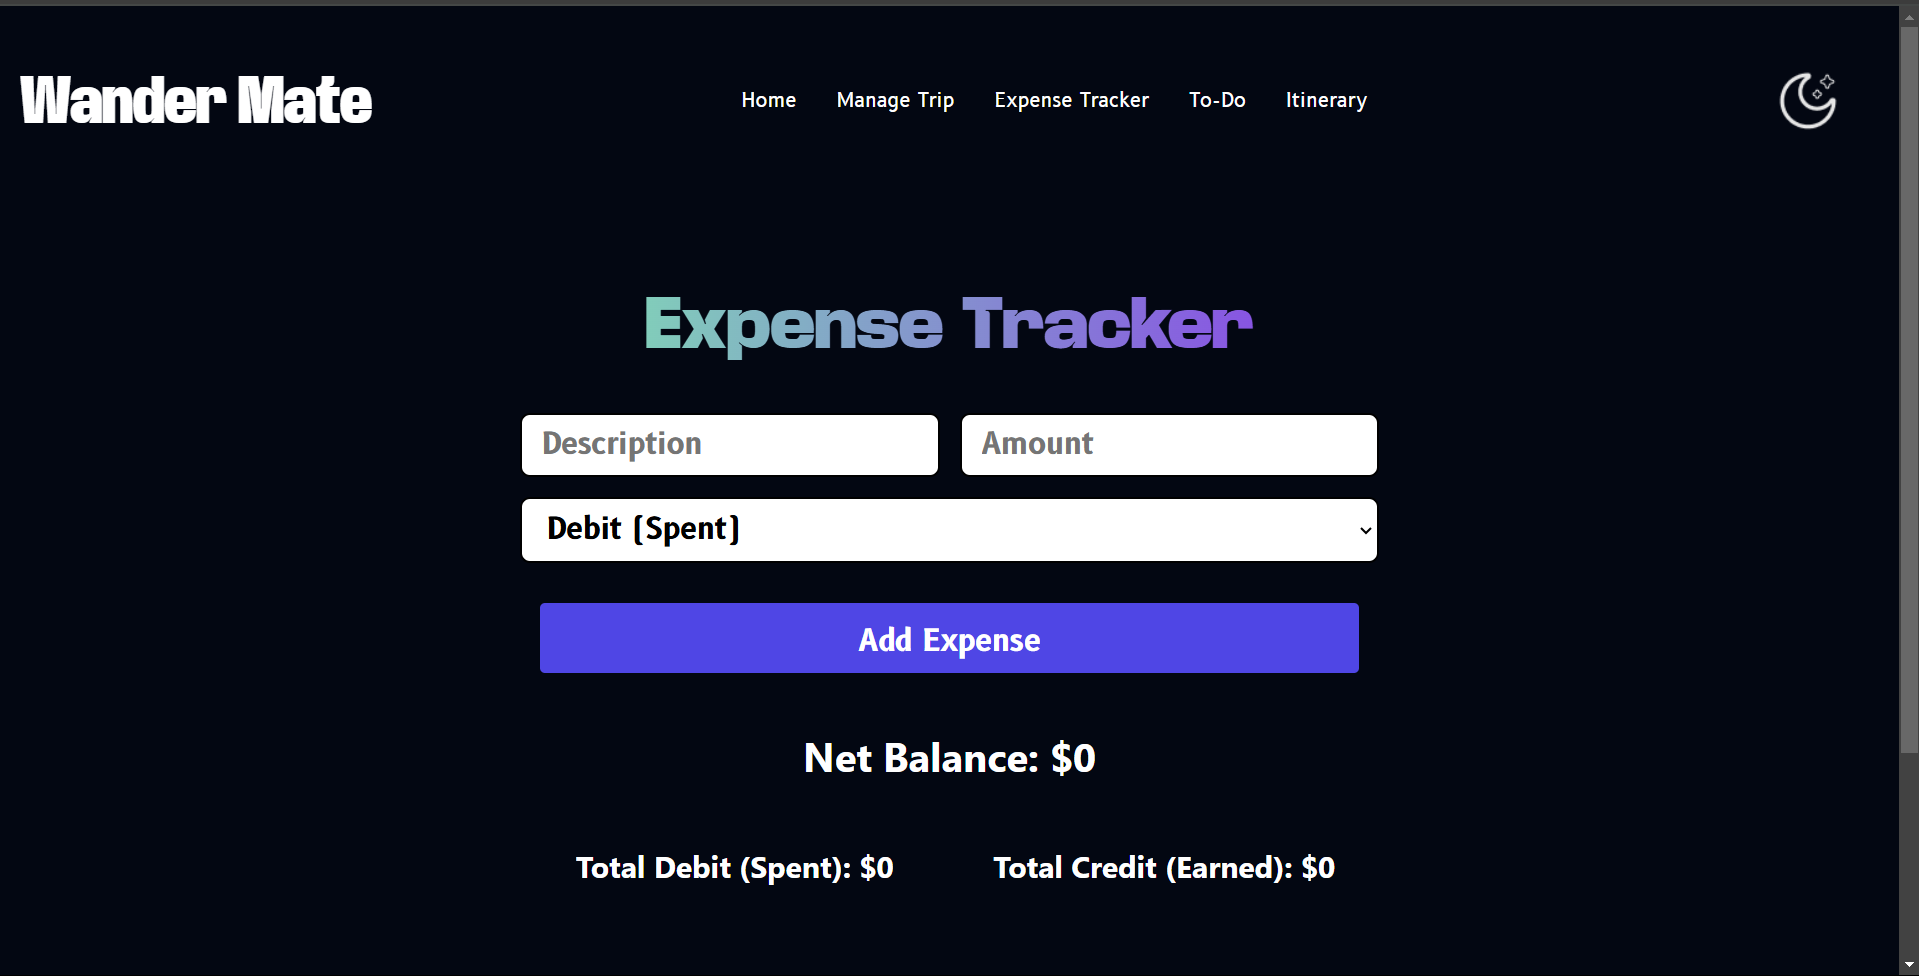 Wander Mate
Home Manage Trip Expense Tracker To-Do Itinerary
Expense Tracker
Description Amount
Debit (Spent)
Add Expense
Net Balance: $0
Total Debit (Spent): $0 Total Credit (Earned): $0